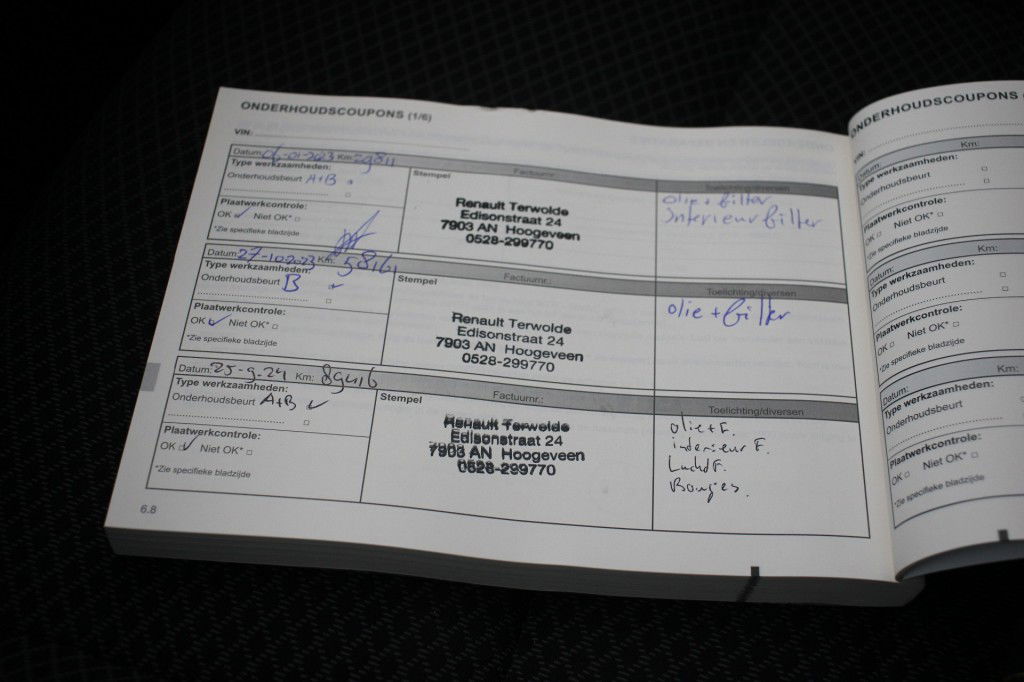 ONDERHOUDSCOUPONS (1/6)
VIN:
Datum: 06-01-2023 Km: 29811
Factuurnr.:
Toelichting/diversen
Type werkzaamheden:
Onderhoudsbeurt A+B
Stempel
Renault Terwolde
Edisonstraat 24
7903 AN Hoogeveen
0528-299770
olie + filter
Interieur filter
Plaatwerkcontrole:
OK Niet OK*
*Zie specifieke bladzijde
Datum: 27-10-2023 Km: 58161
Factuurnr.:
Toelichting/diversen
Type werkzaamheden:
Onderhoudsbeurt B
Stempel
Renault Terwolde
Edisonstraat 24
7903 AN Hoogeveen
0528-299770
olie + filter
Plaatwerkcontrole:
OK Niet OK*
*Zie specifieke bladzijde
Datum: 25-9-24 Km: 89416
Factuurnr.:
Toelichting/diversen
Type werkzaamheden:
Onderhoudsbeurt A+B
Stempel
Renault Terwolde
Edisonstraat 24
7903 AN Hoogeveen
0528-299770
olie+F.
interieur F.
Lucht F.
Bougies.
Plaatwerkcontrole:
OK Niet OK*
*Zie specifieke bladzijde
6.8
ONDERHOUDSCOUPONS (
Datum: Km:
Type werkzaamheden:
Onderhoudsbeurt
Plaatwerkcontrole:
OK Niet OK*
*Zie specifieke bladzijde
Datum: Km:
Type werkzaamheden:
Onderhoudsbeurt
Plaatwerkcontrole:
OK Niet OK*
*Zie specifieke bladzijde
Datum: Km:
Type werkzaamheden:
Onderhoudsbeurt
Plaatwerkcontrole:
OK Niet OK*
*Zie specifieke bladzijde